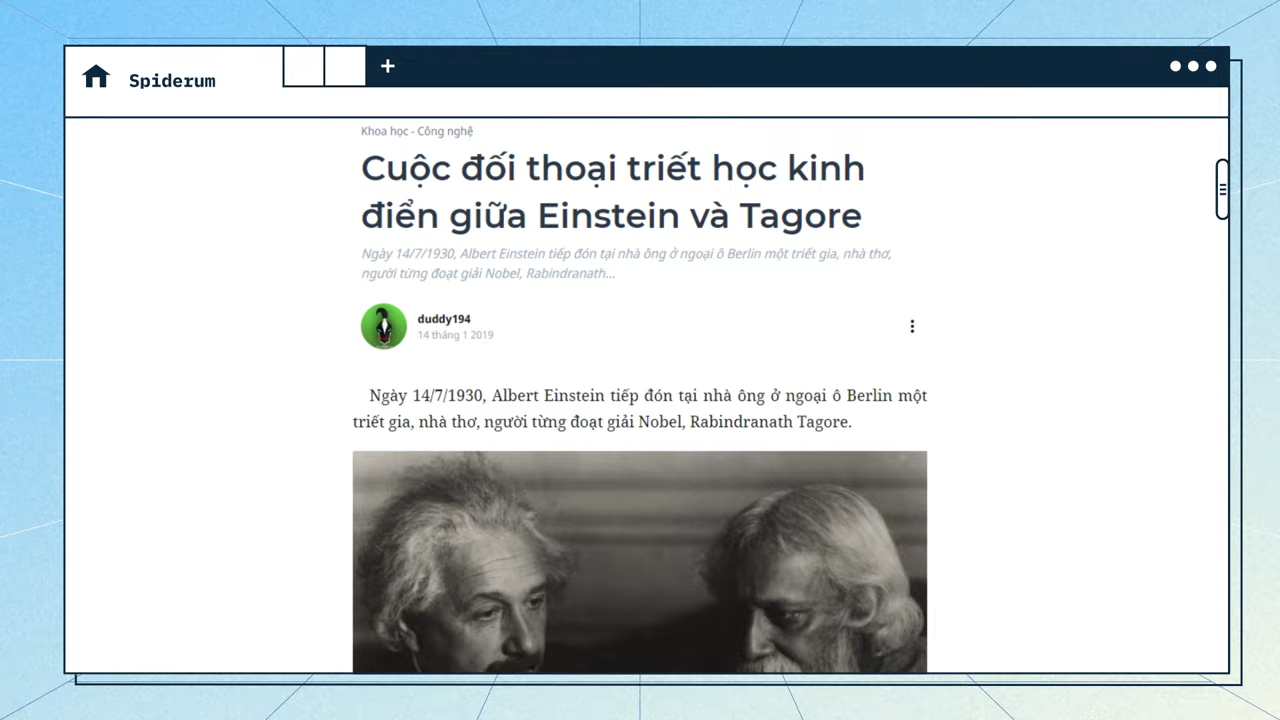 Spiderum
Khoa học - Công nghệ
Cuộc đối thoại triết học kinh
điển giữa Einstein và Tagore
Ngày 14/7/1930, Albert Einstein tiếp đón tại nhà ông ở ngoại ô Berlin một triết gia, nhà thơ,
người từng đoạt giải Nobel, Rabindranath...
duddy194
14 tháng 1 2019
Ngày 14/7/1930, Albert Einstein tiếp đón tại nhà ông ở ngoại ô Berlin một
triết gia, nhà thơ, người từng đoạt giải Nobel, Rabindranath Tagore.